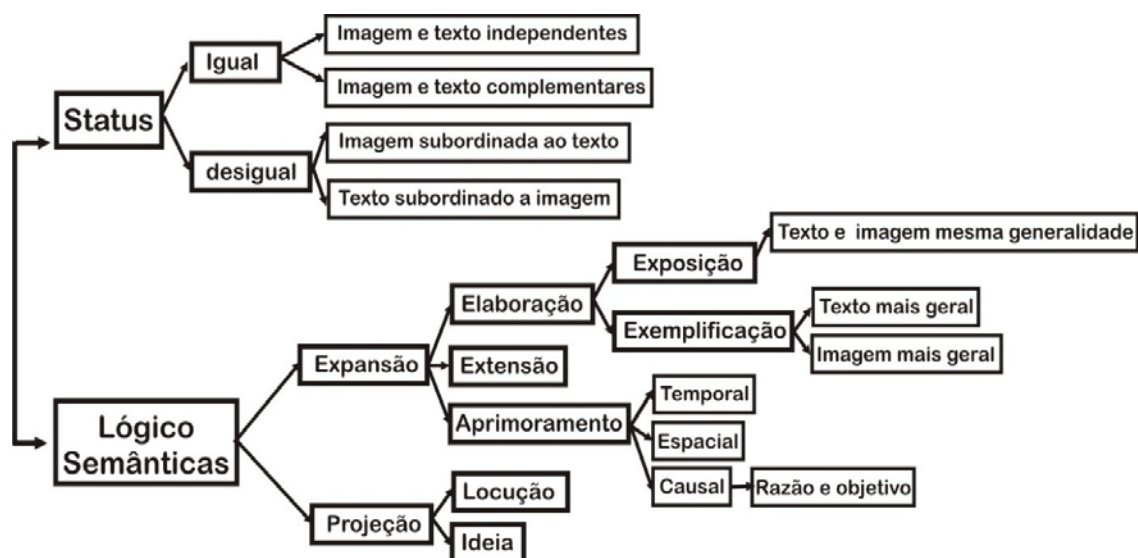 Imagem e texto independentes
Igual
Imagem e texto complementares
Status
Imagem subordinada ao texto
desigual
Texto subordinado a imagem
Texto e imagem mesma generalidade
Exposição
Elaboração
Texto mais geral
Exemplificação
Imagem mais geral
Expansão
Extensão
Temporal
Aprimoramento
Espacial
Lógico
Semânticas
Causal
Razão e objetivo
Locução
Projeção
Ideia